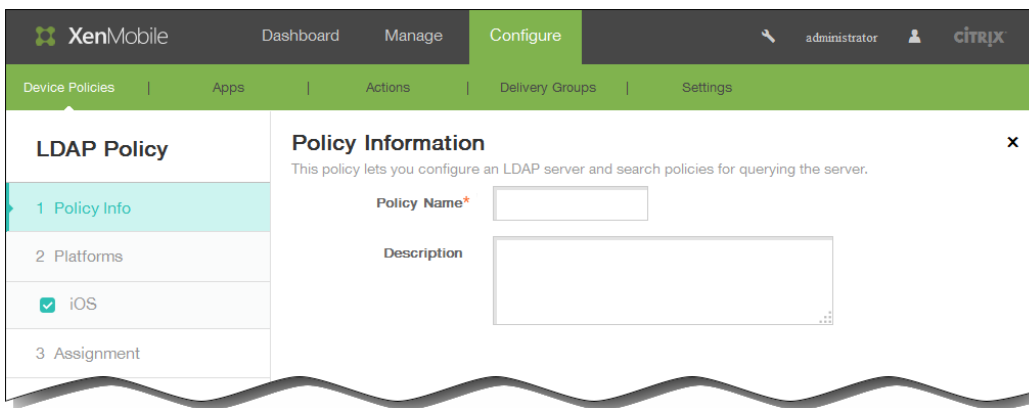 XenMobile Dashboard Manage Configure administrator CİTRIX
Device Policies | Apps | Actions | Delivery Groups | Settings
LDAP Policy
Policy Information
This policy lets you configure an LDAP server and search policies for querying the server.
1 Policy Info
Policy Name*
2 Platforms
Description
iOS
3 Assignment